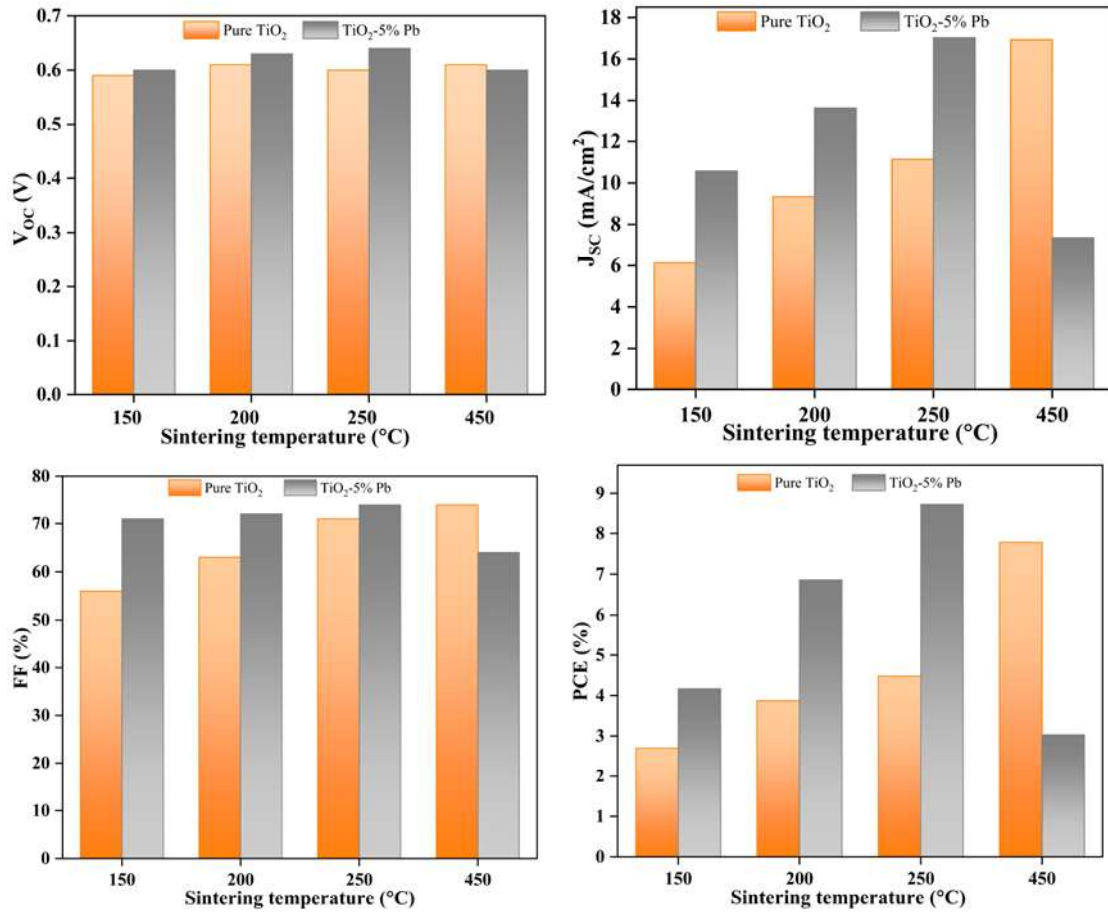 Pure TiO₂ TiO₂-5% Pb
0.7
0.6
0.5
0.4
0.3
0.2
0.1
0.0
V_OC (V)
150 200 250 450
Sintering temperature (°C)
Pure TiO₂ TiO₂-5% Pb
18
16
14
12
10
8
6
4
2
0
J_SC (mA/cm²)
150 200 250 450
Sintering temperature (°C)
Pure TiO₂ TiO₂-5% Pb
80
70
60
50
40
30
20
10
0
FF (%)
150 200 250 450
Sintering temperature (°C)
Pure TiO₂ TiO₂-5% Pb
9
8
7
6
5
4
3
2
1
0
PCE (%)
150 200 250 450
Sintering temperature (°C)